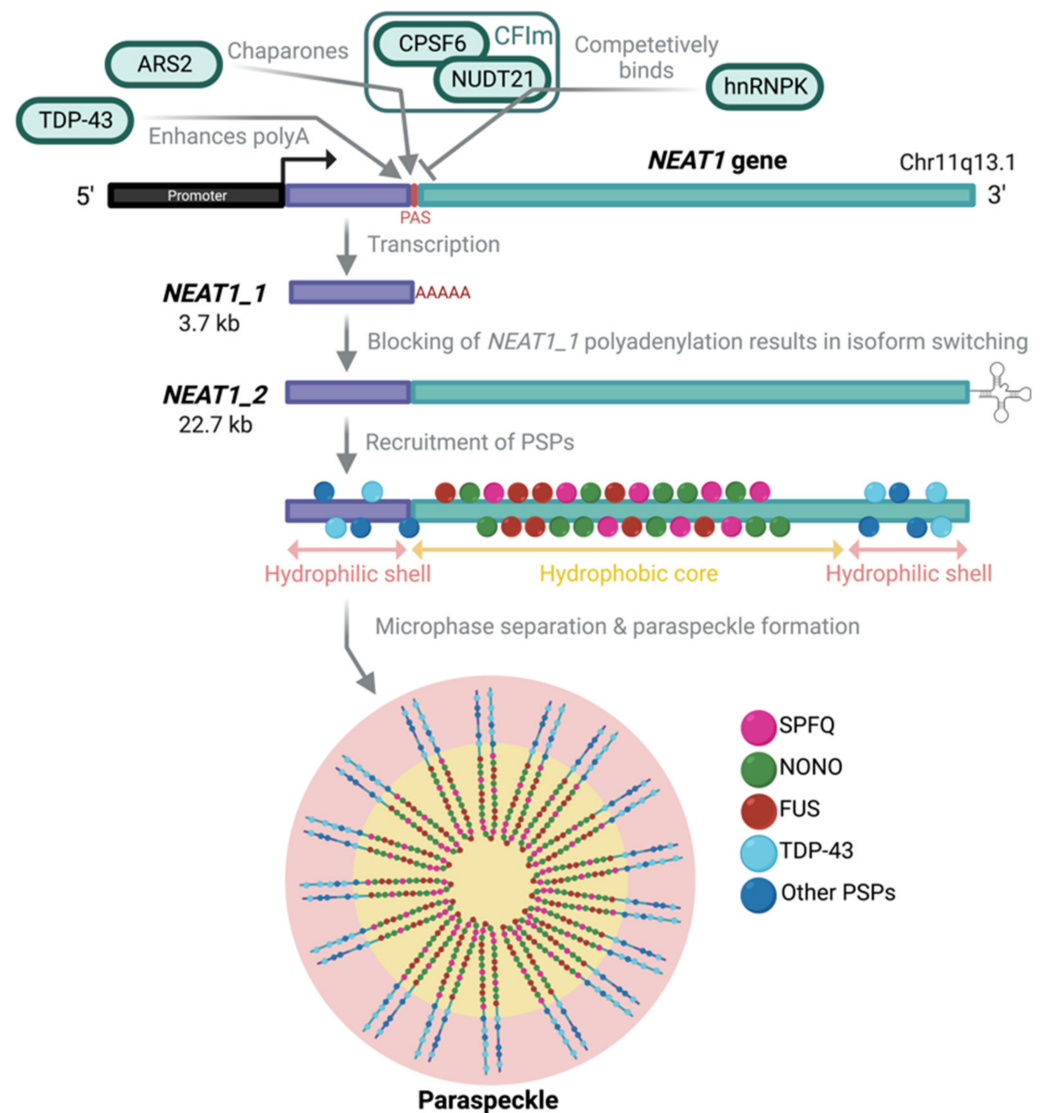 CPSF6
CFIm
NUDT21
ARS2
Chaparones
Competetively
binds
hnRNPK
TDP-43
Enhances polyA
NEAT1 gene
Chr11q13.1
5'
Promoter
3'
PAS
Transcription
NEAT1_1
AAAAA
3.7 kb
Blocking of NEAT1_1 polyadenylation results in isoform switching
NEAT1_2
22.7 kb
Recruitment of PSPs
Hydrophilic shell
Hydrophobic core
Hydrophilic shell
Microphase separation & paraspeckle formation
SPFQ
NONO
FUS
TDP-43
Other PSPs
Paraspeckle